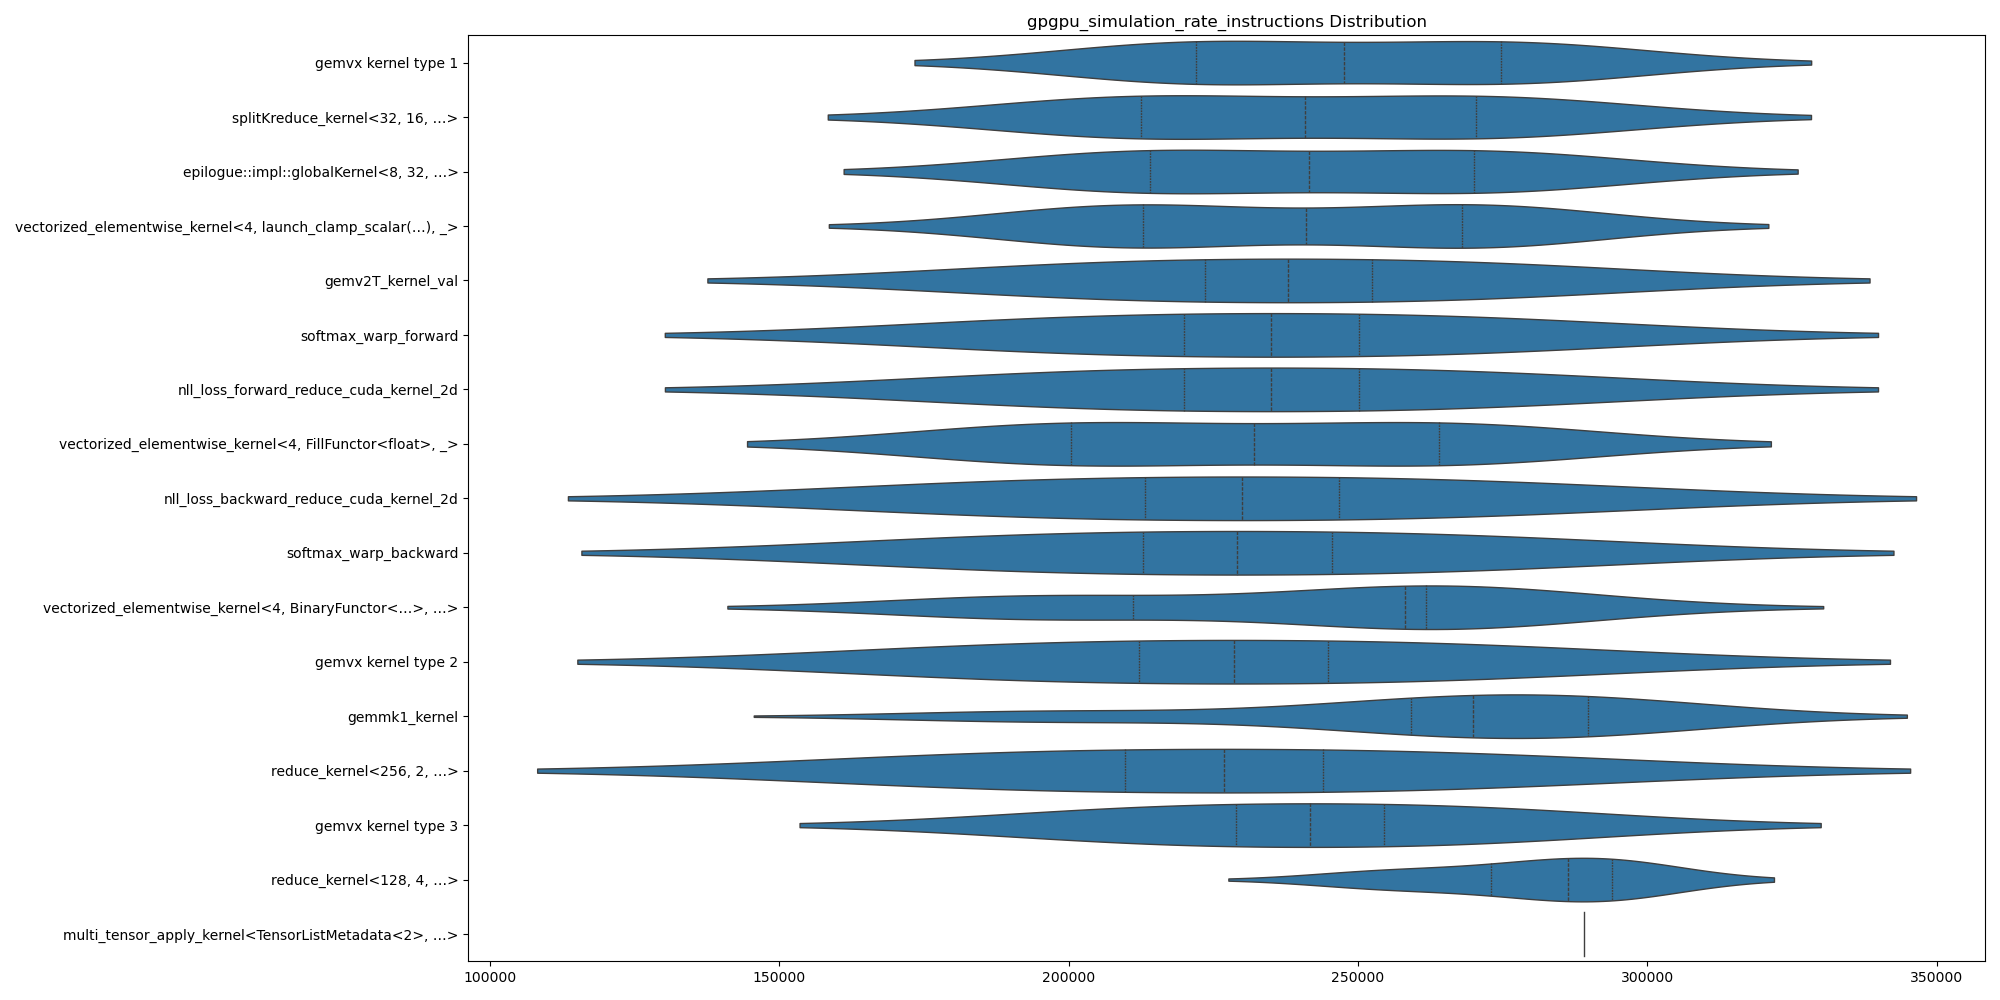 gpgpu_simulation_rate_instructions Distribution
gemvx kernel type 1
splitKreduce_kernel<32, 16, ...>
epilogue::impl::globalKernel<8, 32, ...>
vectorized_elementwise_kernel<4, launch_clamp_scalar(...), _>
gemv2T_kernel_val
softmax_warp_forward
nll_loss_forward_reduce_cuda_kernel_2d
vectorized_elementwise_kernel<4, FillFunctor<float>, _>
nll_loss_backward_reduce_cuda_kernel_2d
softmax_warp_backward
vectorized_elementwise_kernel<4, BinaryFunctor<...>, ...>
gemvx kernel type 2
gemmk1_kernel
reduce_kernel<256, 2, ...>
gemvx kernel type 3
reduce_kernel<128, 4, ...>
multi_tensor_apply_kernel<TensorListMetadata<2>, ...>
100000 150000 200000 250000 300000 350000